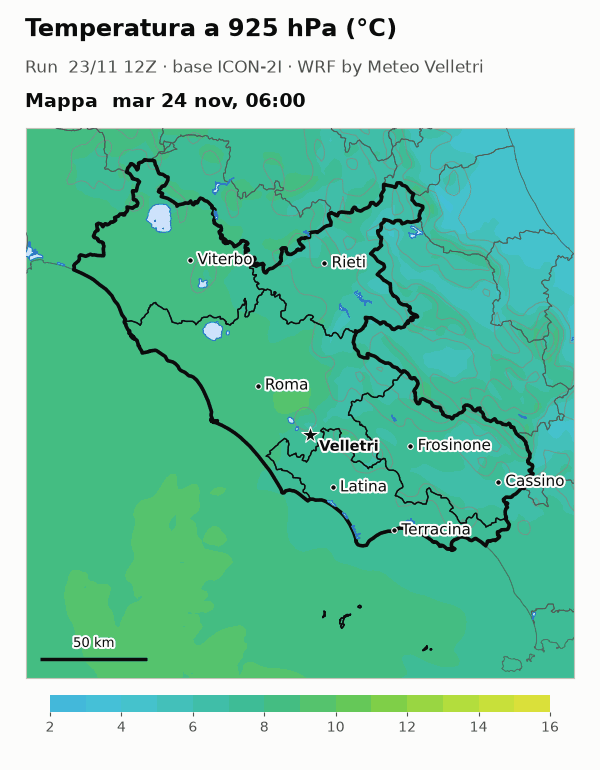 Temperatura a 925 hPa (°C)
Run  23/11 12Z · base ICON-2I · WRF by Meteo Velletri
Mappa  mar 24 nov, 06:00
Viterbo
Rieti
Roma
Velletri
Frosinone
Latina
Cassino
Terracina
50 km
2 4 6 8 10 12 14 16